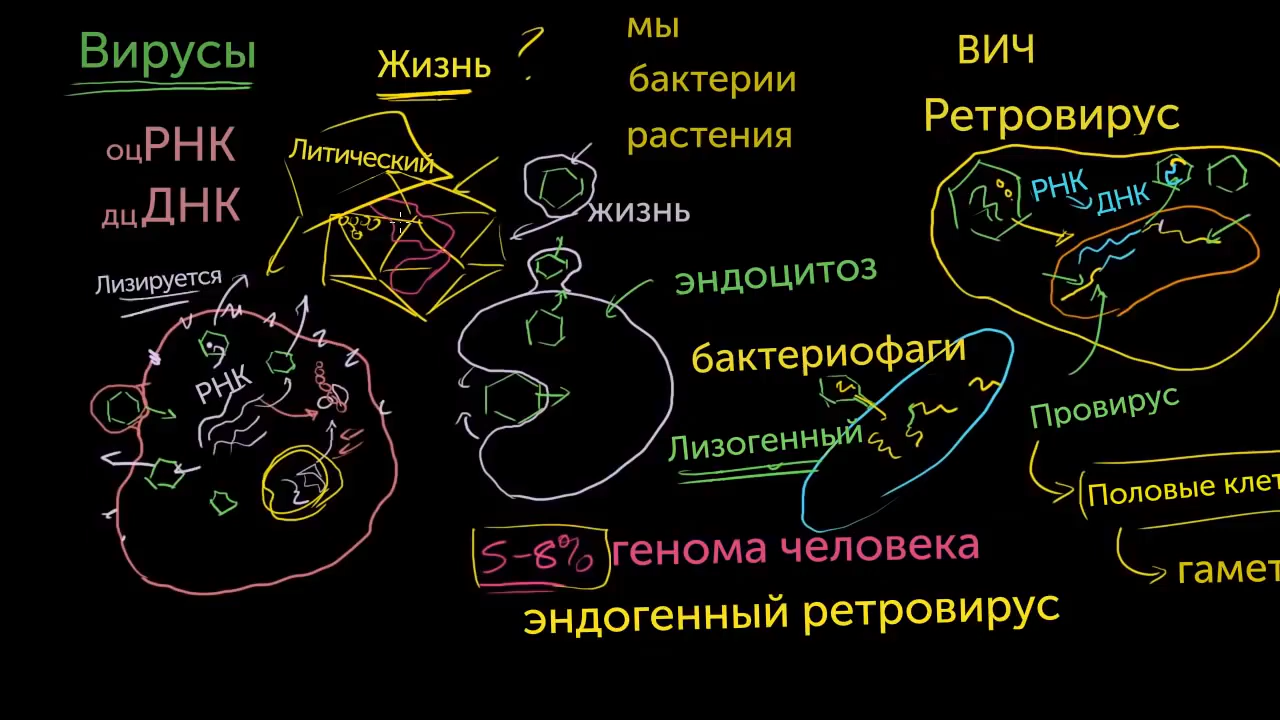 Вирусы
Жизнь ?
мы
бактерии
растения
ВИЧ
Ретровирус
оцРНК
дцДНК
Литический
жизнь
РНК
ДНК
Лизируется
РНК
эндоцитоз
бактериофаги
Лизогенный
Провирус
Половые клет
гамет
5-8% генома человека
эндогенный ретровирус